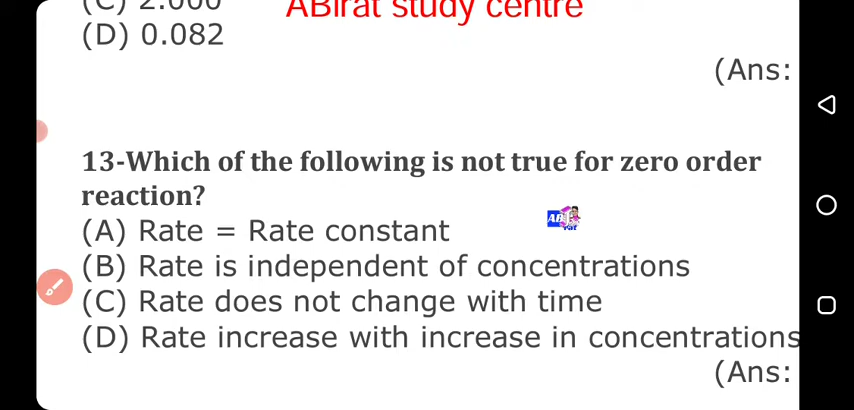 (C) 2.000
ABirat study centre
(D) 0.082
(Ans:
13-Which of the following is not true for zero order
reaction?
(A) Rate = Rate constant
(B) Rate is independent of concentrations
(C) Rate does not change with time
(D) Rate increase with increase in concentrations
(Ans: